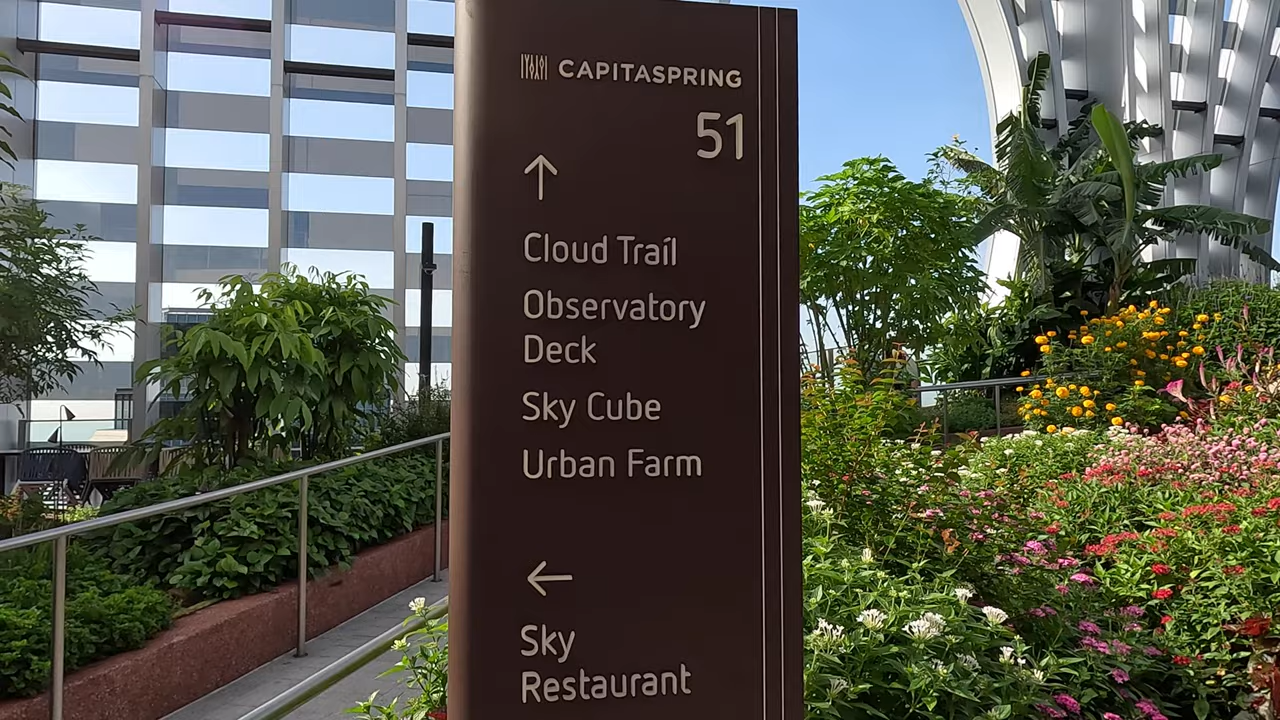 CAPITASPRING
51
↑
Cloud Trail
Observatory
Deck
Sky Cube
Urban Farm
←
Sky
Restaurant